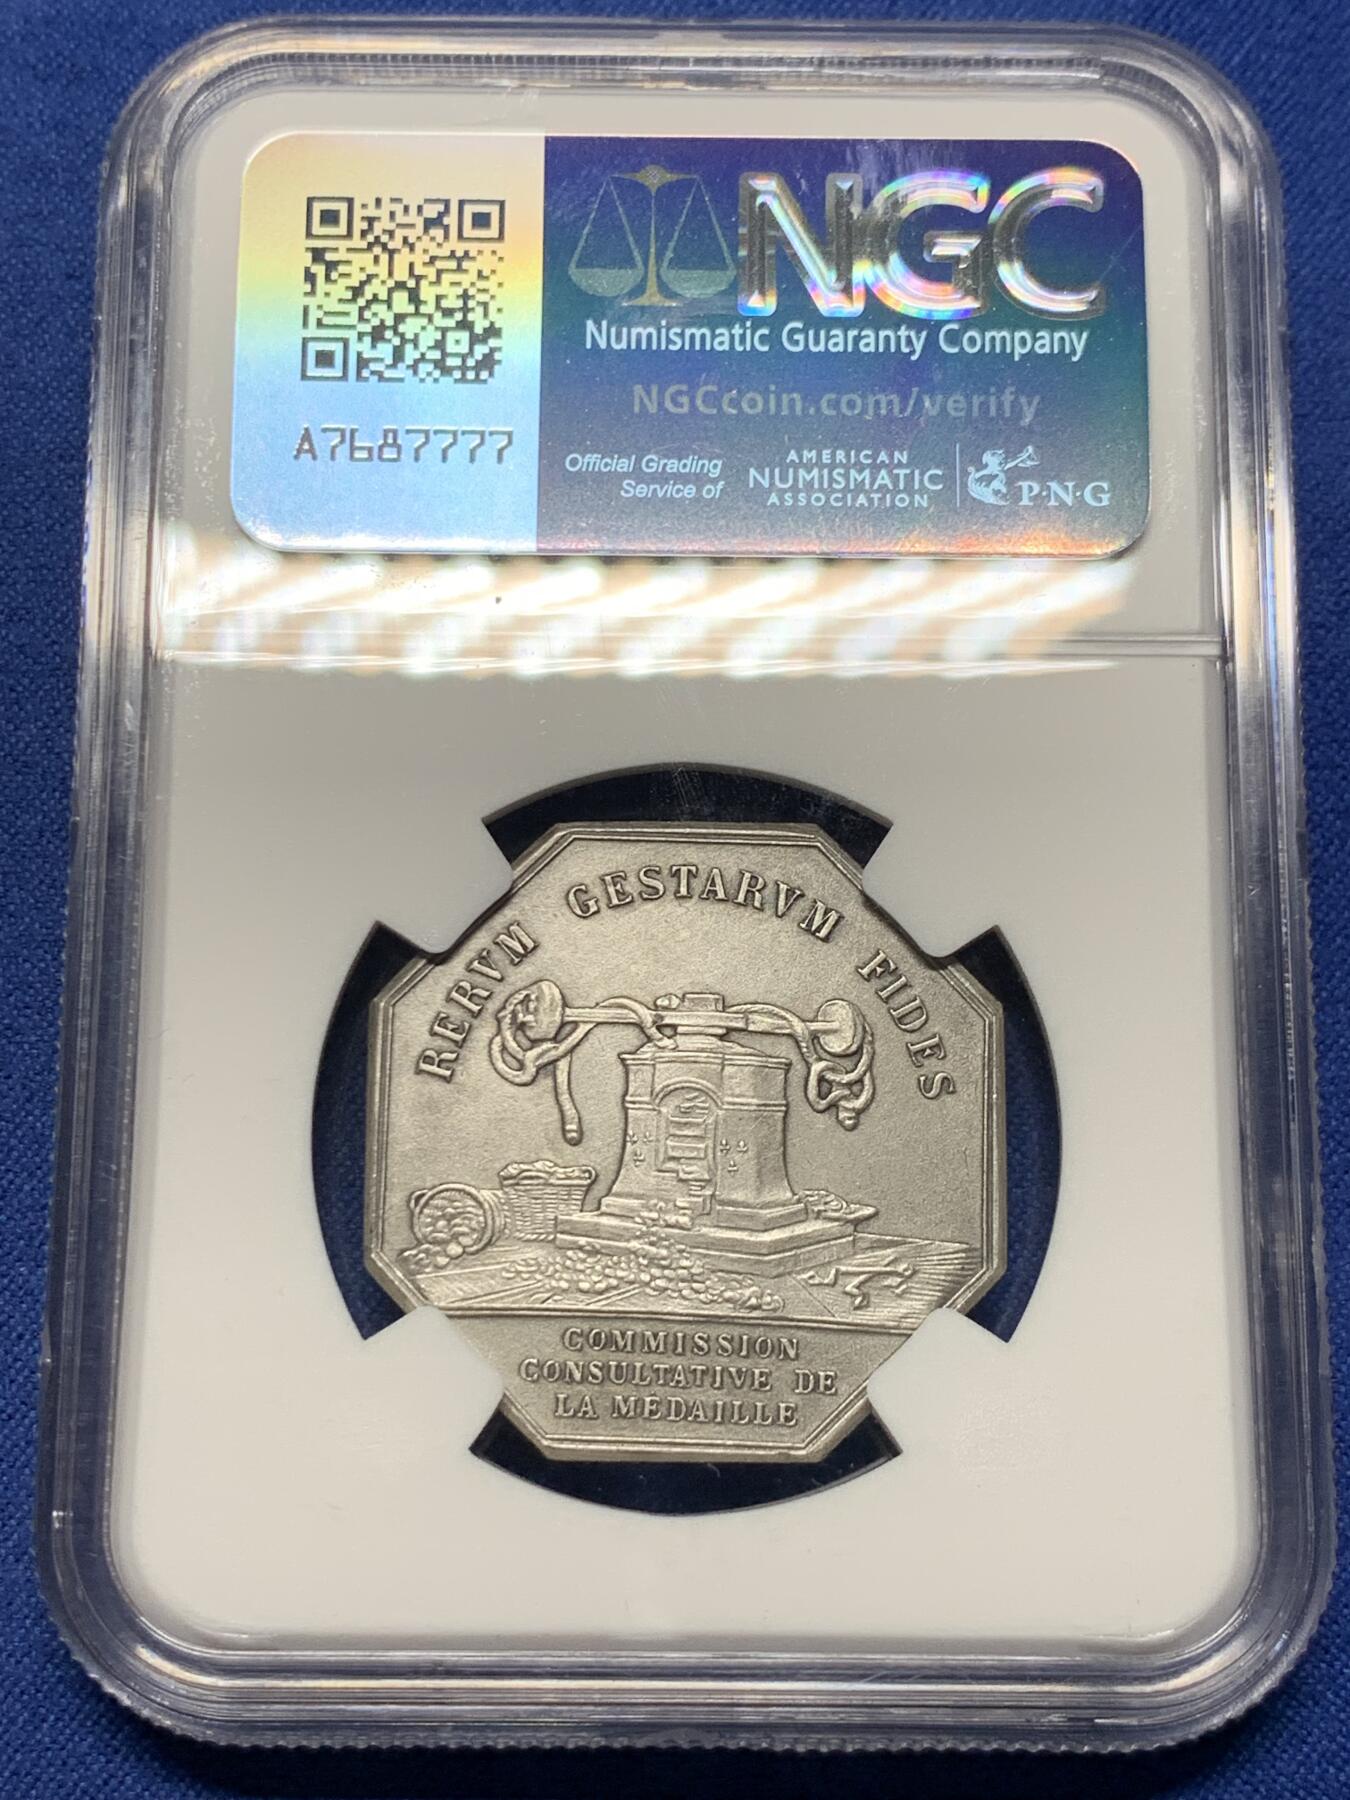 NGC
Numismatic Guaranty Company
NGCcoin.com/verify
A7687777
Official Grading
Service of
AMERICAN
NUMISMATIC
ASSOCIATION
P·N·G
RERVM GESTARVM FIDES
COMMISSION
CONSULTATIVE DE
LA MÉDAILLE